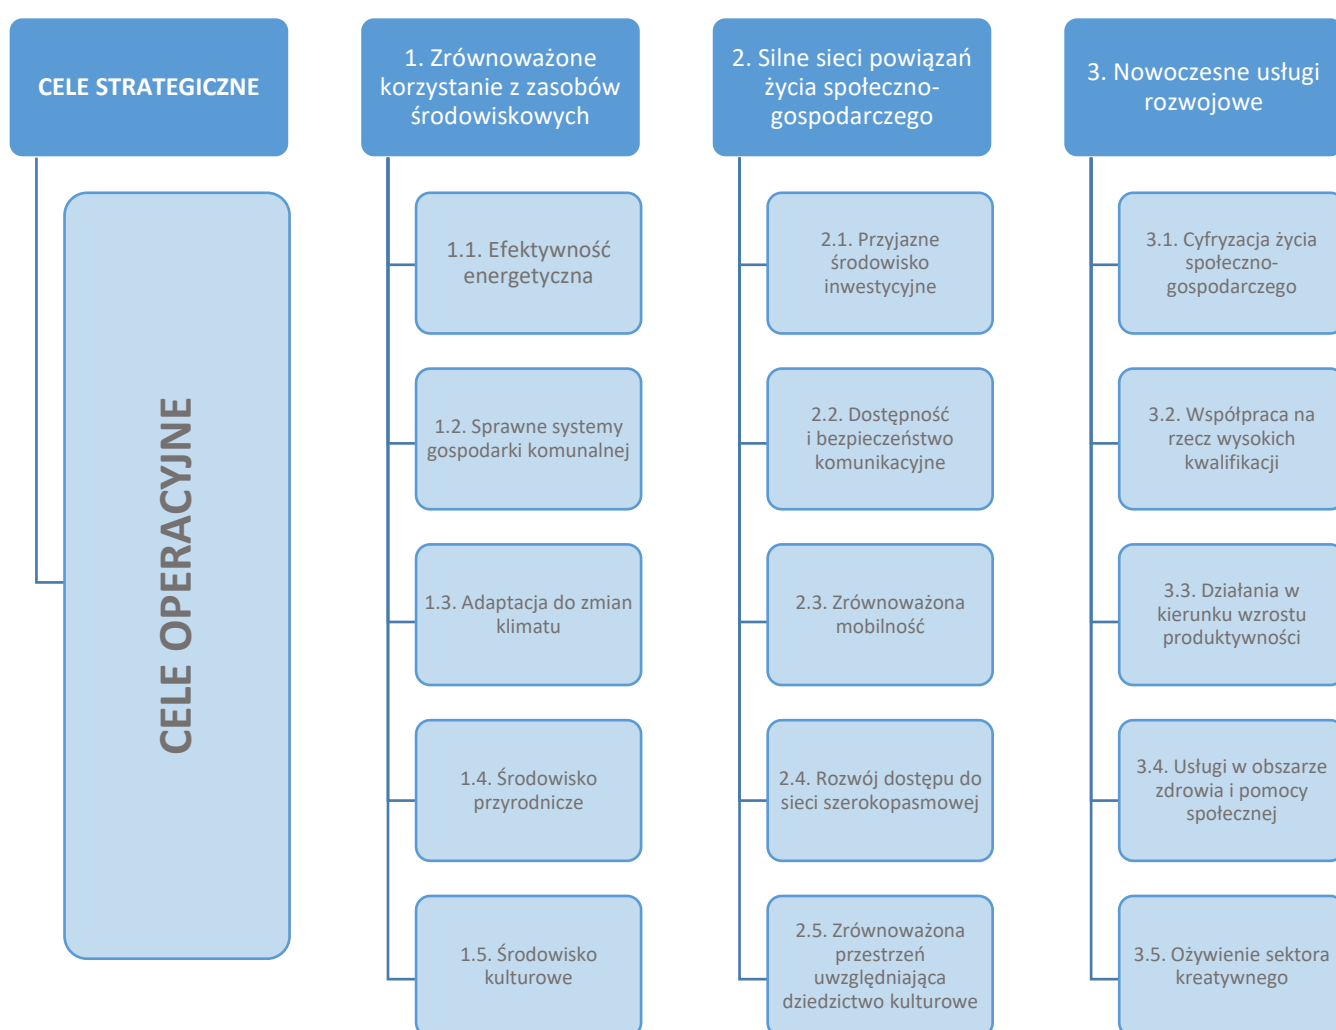 CELE STRATEGICZNE
CELE OPERACYJNE
1. Zrównoważone
korzystanie z zasobów
środowiskowych
1.1. Efektywność
energetyczna
1.2. Sprawne systemy
gospodarki komunalnej
1.3. Adaptacja do zmian
klimatu
1.4. Środowisko
przyrodnicze
1.5. Środowisko
kulturowe
2. Silne sieci powiązań
życia społeczno-
gospodarczego
2.1. Przyjazne
środowisko
inwestycyjne
2.2. Dostępność
i bezpieczeństwo
komunikacyjne
2.3. Zrównoważona
mobilność
2.4. Rozwój dostępu do
sieci szerokopasmowej
2.5. Zrównoważona
przestrzeń
uwzględniająca
dziedzictwo kulturowe
3. Nowoczesne usługi
rozwojowe
3.1. Cyfryzacja życia
społeczno-
gospodarczego
3.2. Współpraca na
rzecz wysokich
kwalifikacji
3.3. Działania w
kierunku wzrostu
produktywności
3.4. Usługi w obszarze
zdrowia i pomocy
społecznej
3.5. Ożywienie sektora
kreatywnego